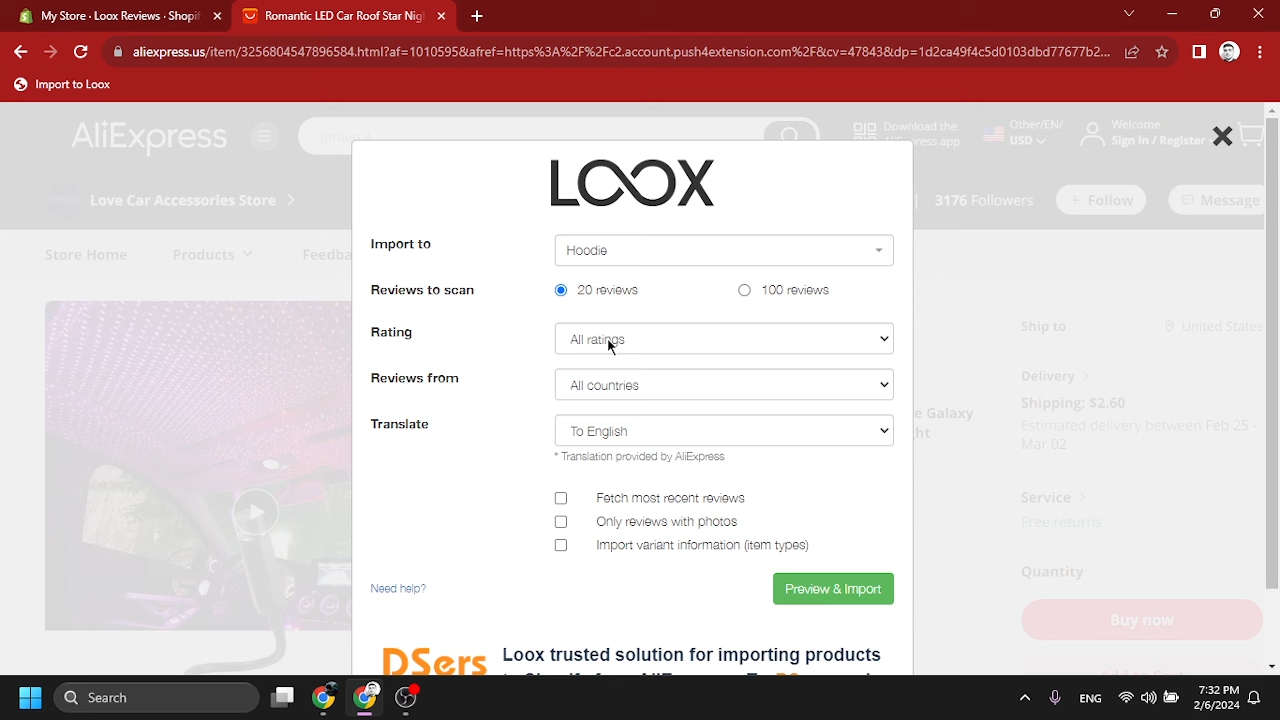 My Store - Loox Reviews - Shopif
Romantic LED Car Roof Star Nig
aliexpress.us/item/3256804547896584.html?af=1010595&afref=https%3A%2F%2Fc2.account.push4extension.com%2F&cv=47843&dp=1d2ca49f4c5d0103dbd77677b2...
Import to Loox
AliExpress
Download the
Other/EN/
Welcome
USD
Sign in / Register
Love Car Accessories Store
3176 Followers
+ Follow
Message
Store Home
Products
Feedba
LOOX
Import to
Hoodie
Reviews to scan
20 reviews
100 reviews
Rating
All ratings
Reviews from
All countries
Translate
To English
* Translation provided by AliExpress
Fetch most recent reviews
Only reviews with photos
Import variant information (item types)
Need help?
Preview & Import
DSers
Loox trusted solution for importing products
Ship to
United States
Delivery
e Galaxy
Shipping: $2.60
ht
Estimated delivery between Feb 25 -
Mar 02
Service
Free returns
Quantity
Buy now
Search
ENG
7:32 PM
2/6/2024